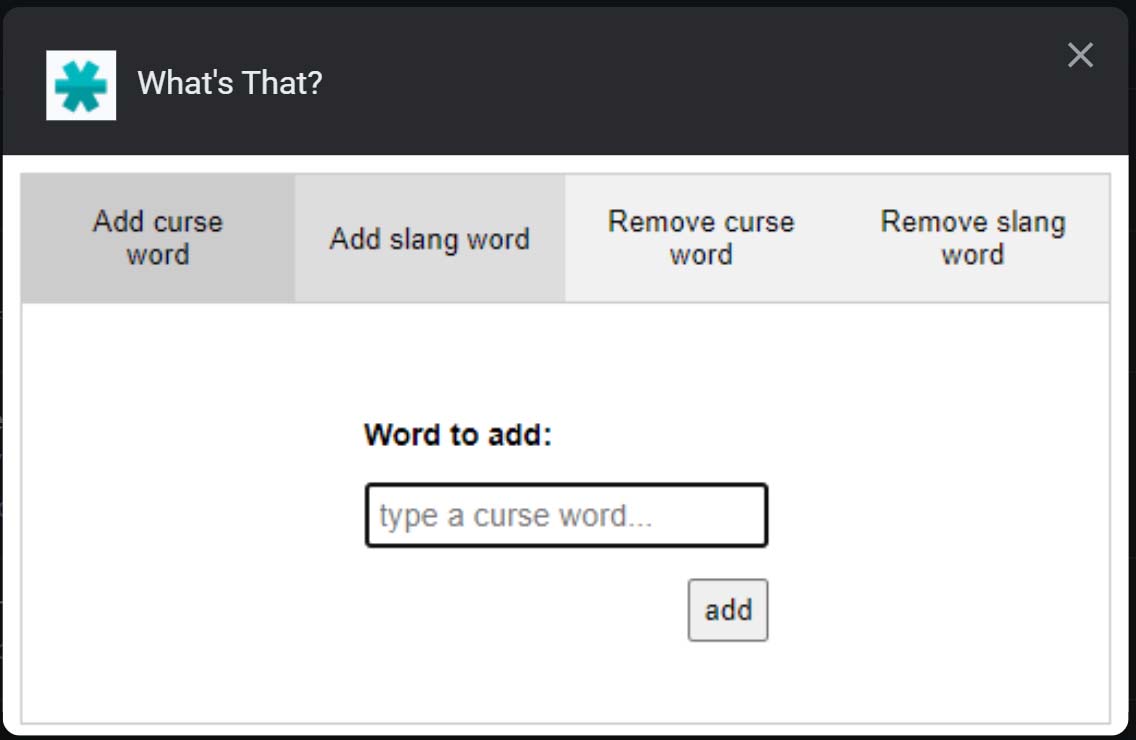 What's That?
Add curse
word
Add slang word
Remove curse
word
Remove slang
word
Word to add:
type a curse word...
add